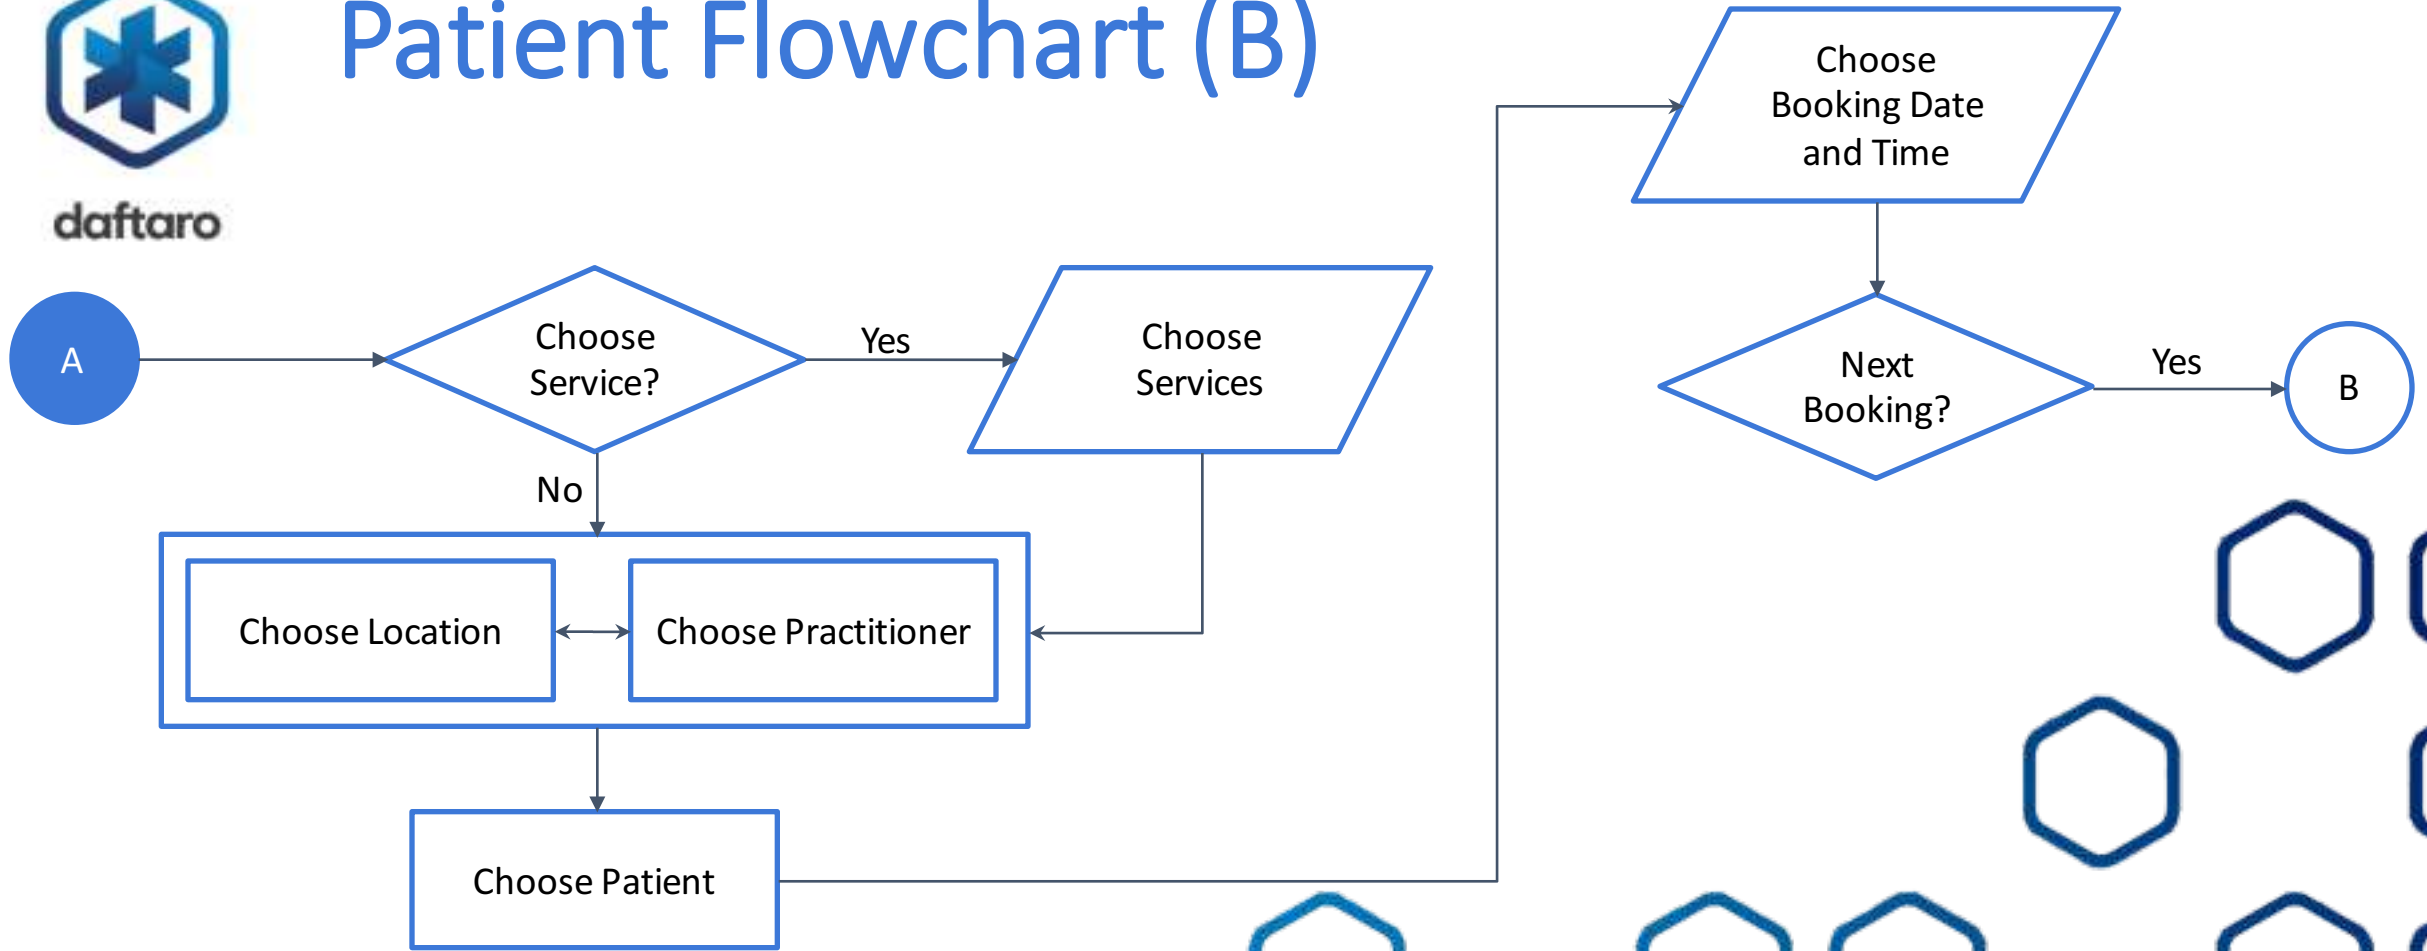 Patient Flowchart (B)
daftaro
A
Choose
Service?
Yes
Choose
Services
No
Choose Location
Choose Practitioner
Choose Patient
Choose
Booking Date
and Time
Next
Booking?
Yes
B